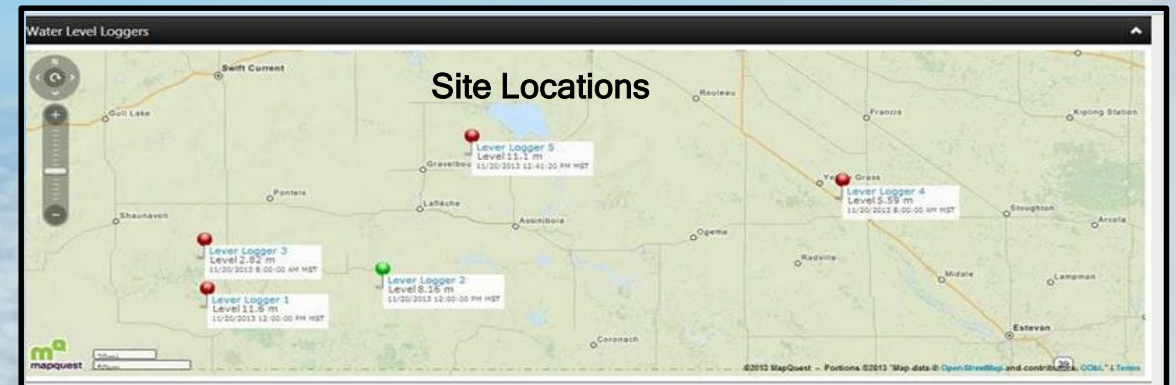 Water Level Loggers
Site Locations
Swift Current
Gull Lake
Rouleau
Francis
Kipling Station
Lever Logger 5
Level 11.1 m
11/20/2013 12:41:20 PM MST
Gravelbou
Ye Grass
Lever Logger 4
Level 5.59 m
11/20/2013 8:00:00 AM MST
Ponteix
Lafleche
Shaunavon
Assiniboia
Stoughton
Arcola
Ogema
Lever Logger 3
Level 2.82 m
11/20/2013 8:00:00 AM MST
Radville
Lever Logger 2
Level 8.16 m
11/20/2013 12:00:00 PM MST
Midale
Lampman
Lever Logger 1
Level 11.6 m
11/20/2013 12:00:00 PM MST
Coronach
Estevan
mapquest
39
©2013 MapQuest - Portions ©2013 "Map data © OpenStreetMap and contributors, ODbL." | Terms